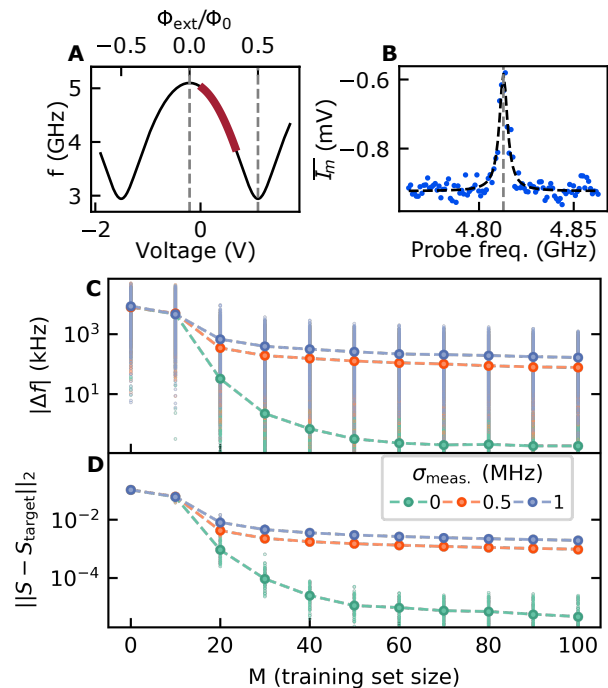 Φext/Φ0
−0.5 0.0 0.5
A
5
4
3
f (GHz)
−2 0
Voltage (V)
B
−0.6
−0.9
I̅m̅ (mV)
4.80 4.85
Probe freq. (GHz)
C
10³
10¹
|Δf| (kHz)
D
σmeas. (MHz)
0 0.5 1
10⁻²
10⁻⁴
||S − Starget||₂
0 20 40 60 80 100
M (training set size)